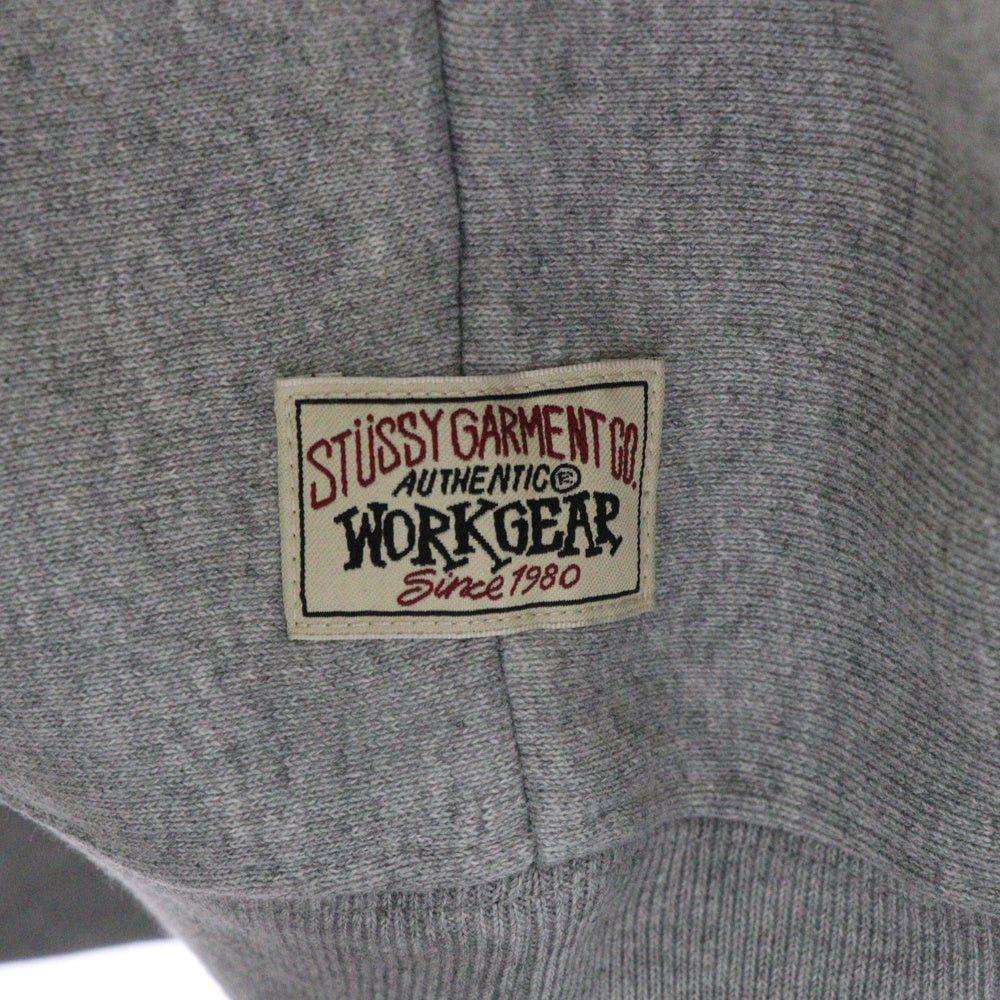 STÜSSY GARMENT CO.
AUTHENTIC
WORKGEAR
Since 1980